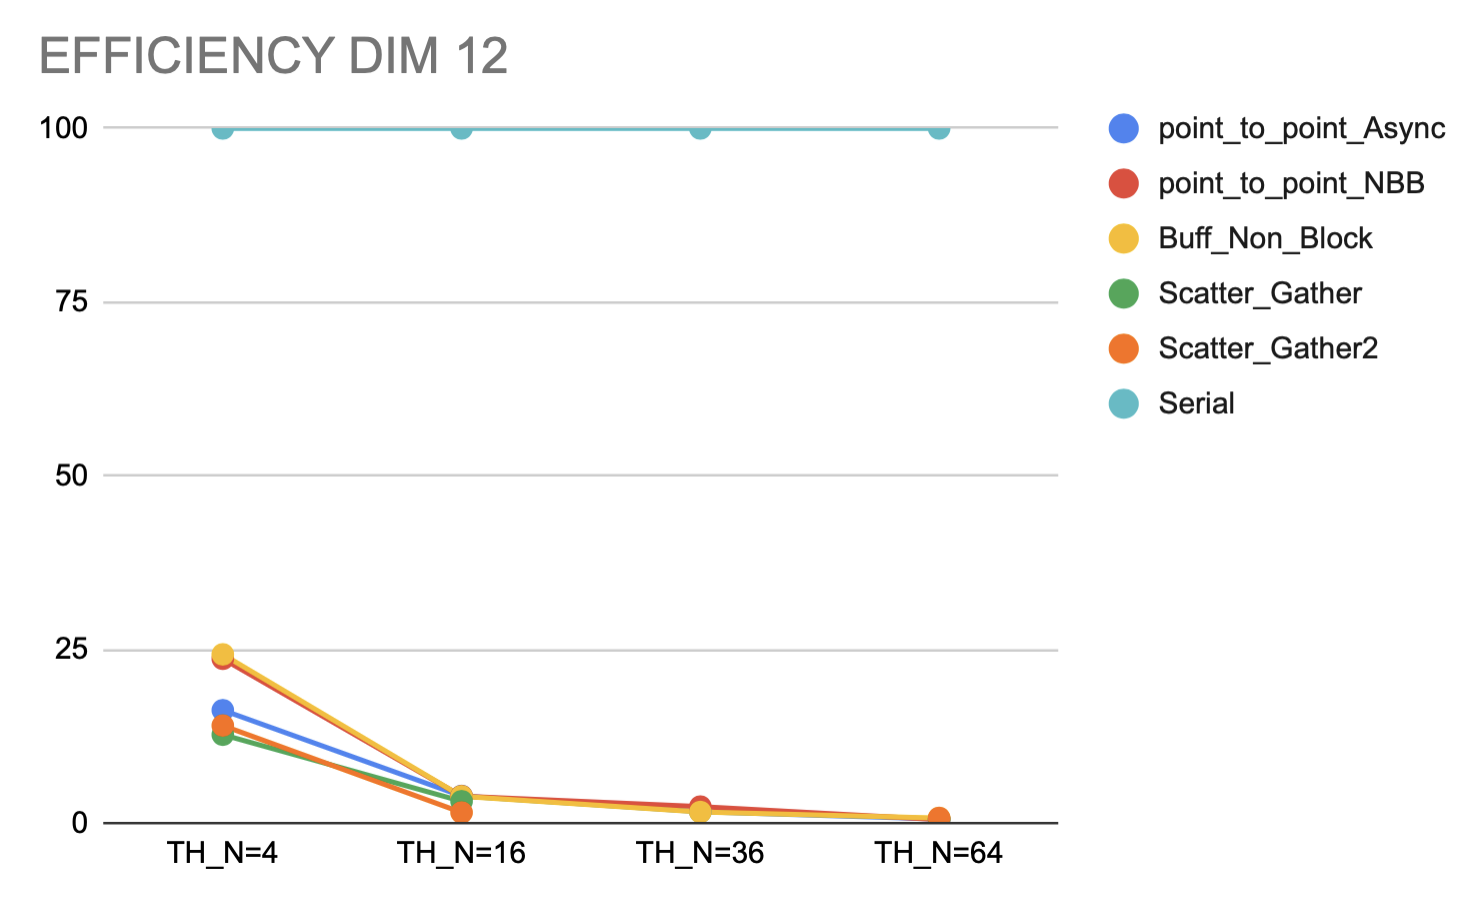 EFFICIENCY DIM 12
100
75
50
25
0
TH_N=4
TH_N=16
TH_N=36
TH_N=64
point_to_point_Async
point_to_point_NBB
Buff_Non_Block
Scatter_Gather
Scatter_Gather2
Serial